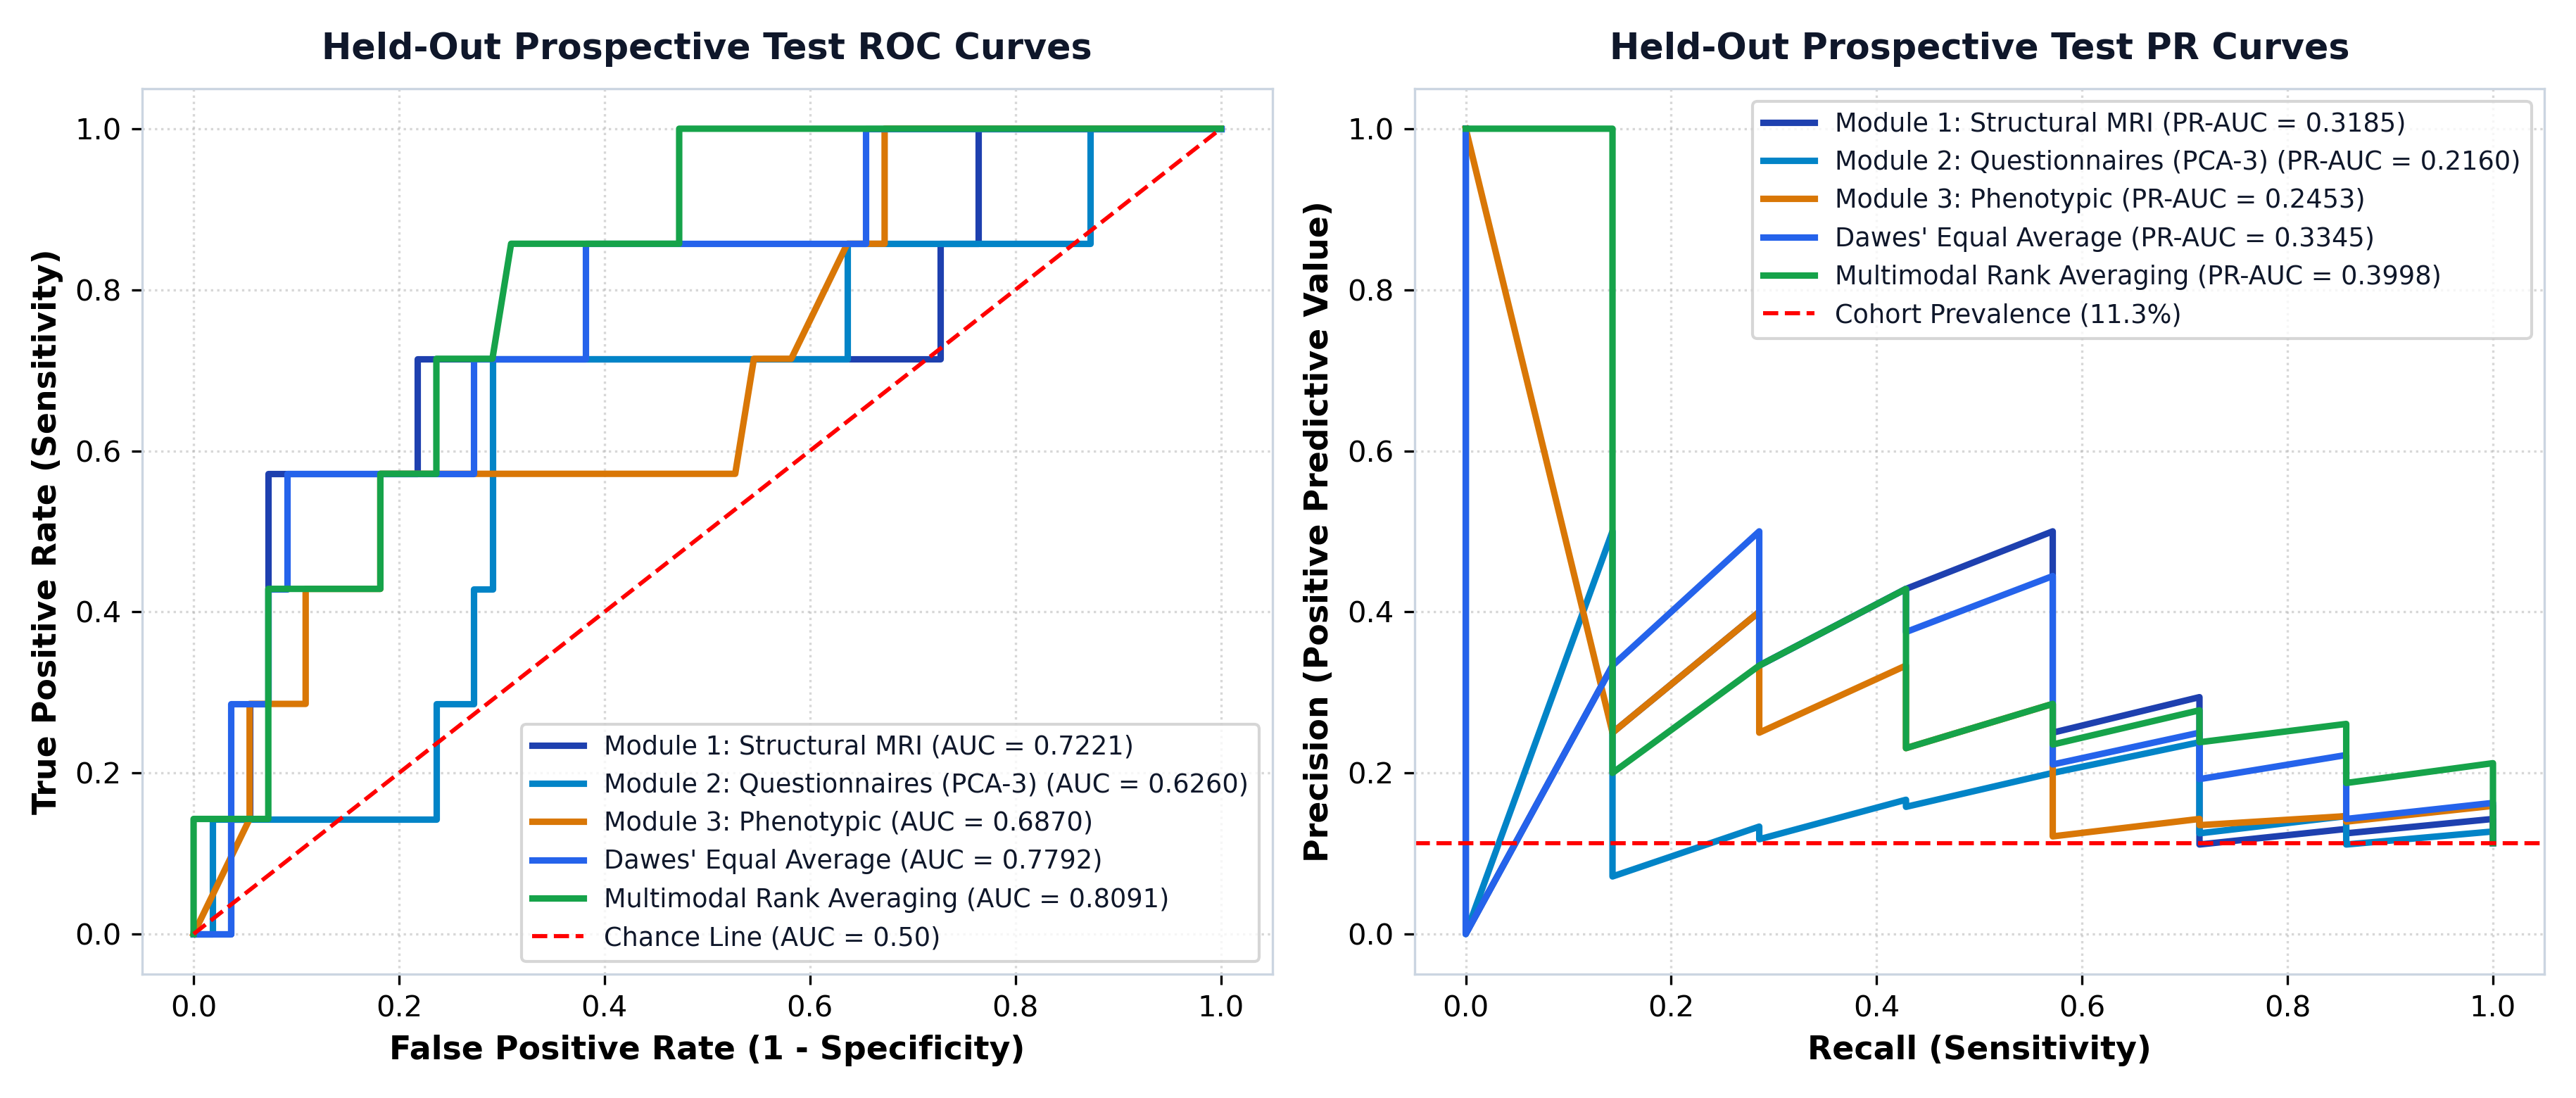 Held-Out Prospective Test ROC Curves
True Positive Rate (Sensitivity)
1.0
0.8
0.6
0.4
0.2
0.0
Module 1: Structural MRI (AUC = 0.7221)
Module 2: Questionnaires (PCA-3) (AUC = 0.6260)
Module 3: Phenotypic (AUC = 0.6870)
Dawes' Equal Average (AUC = 0.7792)
Multimodal Rank Averaging (AUC = 0.8091)
Chance Line (AUC = 0.50)
0.0 0.2 0.4 0.6 0.8 1.0
False Positive Rate (1 - Specificity)
Held-Out Prospective Test PR Curves
Precision (Positive Predictive Value)
1.0
0.8
0.6
0.4
0.2
0.0
Module 1: Structural MRI (PR-AUC = 0.3185)
Module 2: Questionnaires (PCA-3) (PR-AUC = 0.2160)
Module 3: Phenotypic (PR-AUC = 0.2453)
Dawes' Equal Average (PR-AUC = 0.3345)
Multimodal Rank Averaging (PR-AUC = 0.3998)
Cohort Prevalence (11.3%)
0.0 0.2 0.4 0.6 0.8 1.0
Recall (Sensitivity)